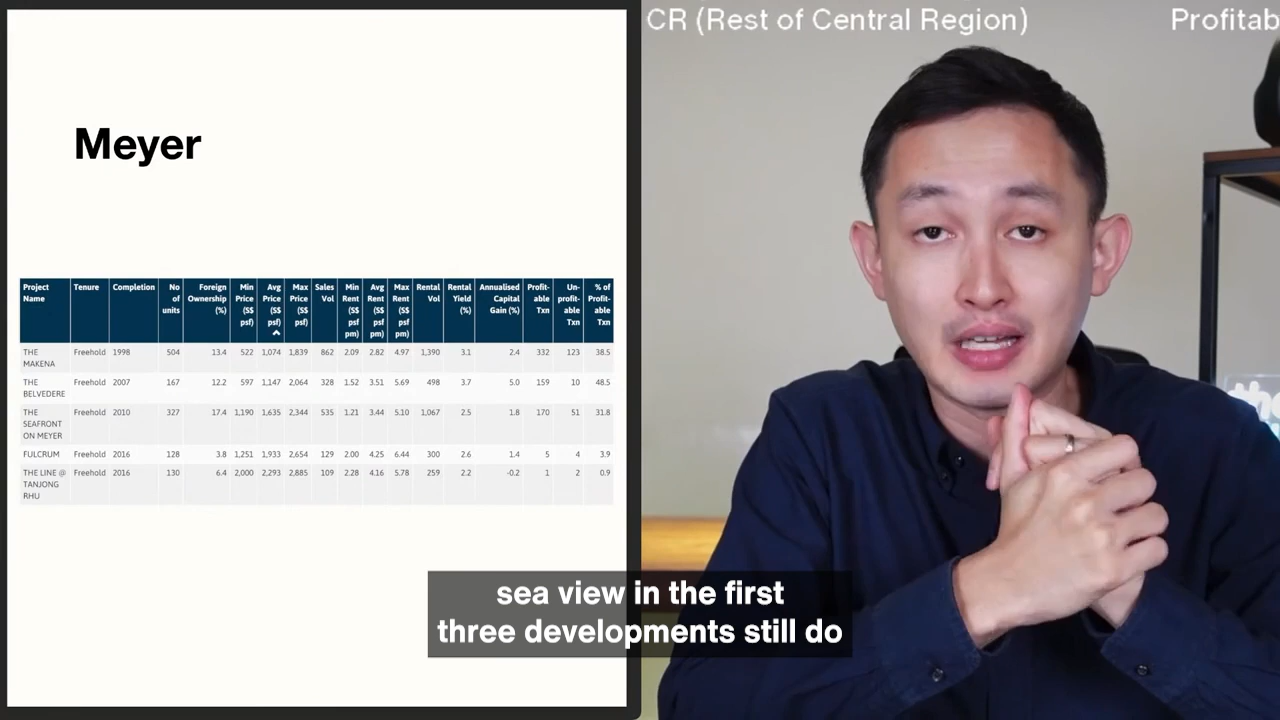 CR (Rest of Central Region) Profitab
Meyer
Project Name Tenure Completion No of units Foreign Ownership (%) Min Price (S$ psf) Avg Price (S$ psf) Max Price (S$ psf) Sales Vol Min Rent (S$ psf pm) Avg Rent (S$ psf pm) Max Rent (S$ psf pm) Rental Vol Rental Yield (%) Annualised Capital Gain (%) Profit-able Txn Un-profit-able Txn % of Profit-able Txn
THE MAKENA Freehold 1998 504 13.4 522 1,074 1,839 862 2.09 2.82 4.97 1,390 3.1 2.4 332 123 38.5
THE BELVEDERE Freehold 2007 167 12.2 597 1,147 2,064 328 1.52 3.51 5.69 498 3.7 5.0 159 10 48.5
THE SEAFRONT ON MEYER Freehold 2010 327 17.4 1,190 1,635 2,344 535 1.21 3.44 5.10 1,067 2.5 1.8 170 51 31.8
FULCRUM Freehold 2016 128 3.8 1,251 1,933 2,654 129 2.00 4.25 6.44 300 2.6 1.4 5 4 3.9
THE LINE @ TANJONG RHU Freehold 2016 130 6.4 2,000 2,293 2,885 109 2.28 4.16 5.78 259 2.2 -0.2 1 2 0.9
sea view in the first
three developments still do